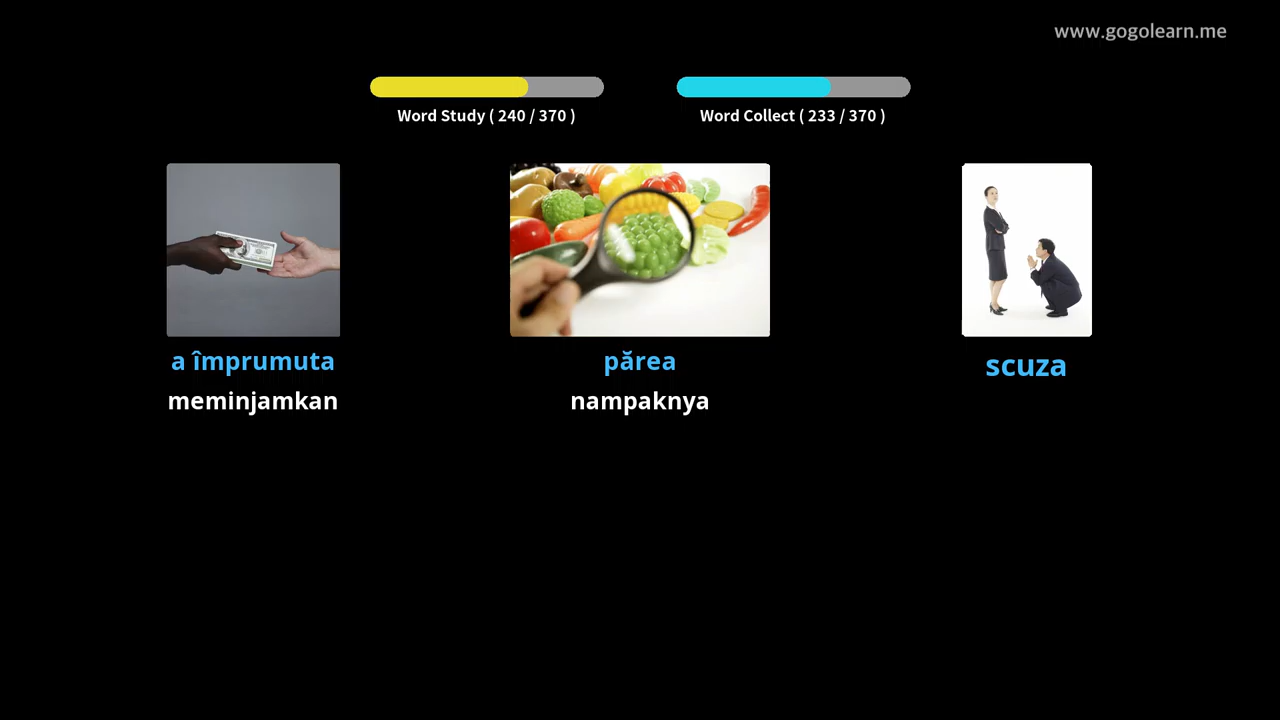 www.gogolearn.me
Word Study ( 240 / 370 )
Word Collect ( 233 / 370 )
a împrumuta
meminjamkan
părea
nampaknya
scuza